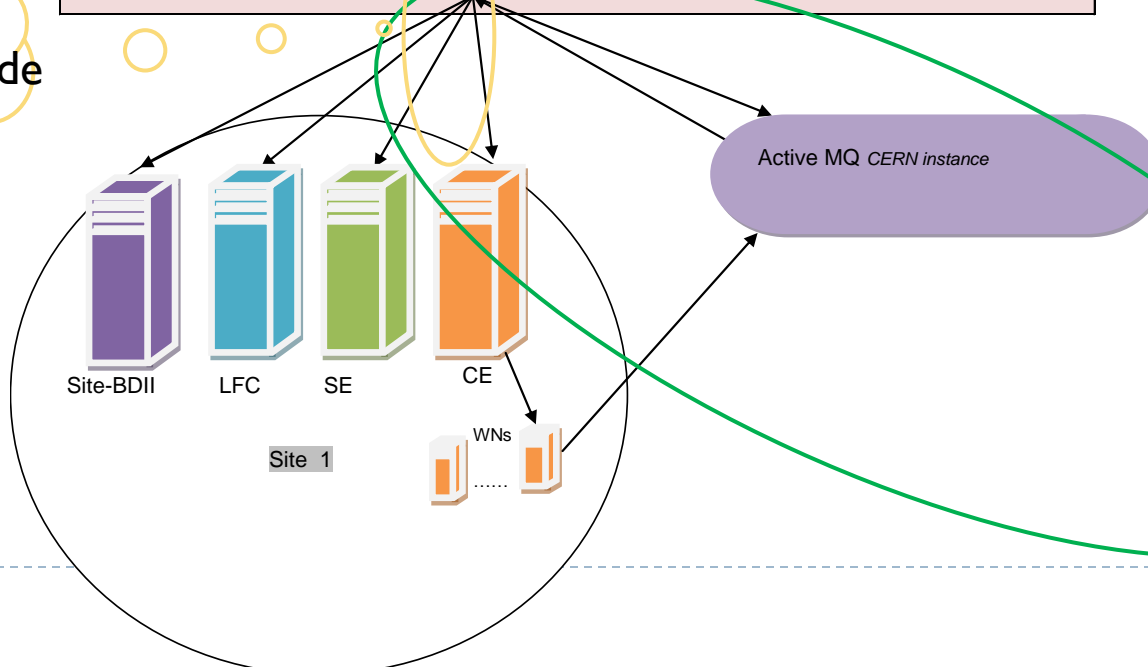 de
Active MQ CERN instance
Site-BDII LFC SE CE
WNs
Site 1
......